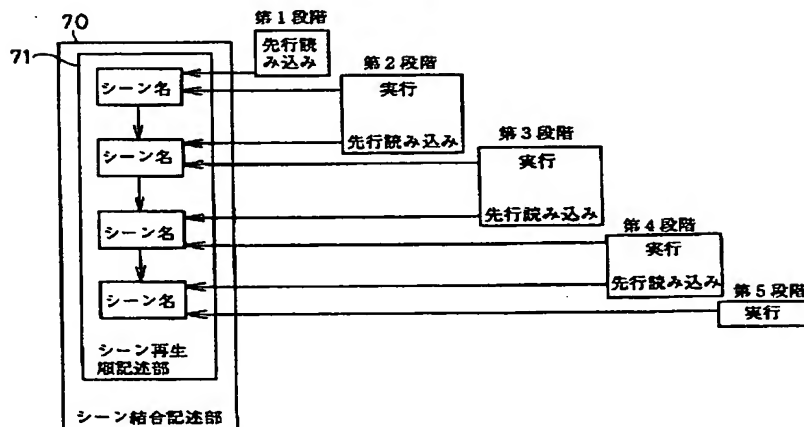 70
第1段階
71
先行読
み込み
第2段階
シーン名
実行
先行読み込み
第3段階
シーン名
実行
先行読み込み
第4段階
シーン名
実行
先行読み込み
第5段階
シーン名
実行
シーン再生
順記述部
シーン結合記述部